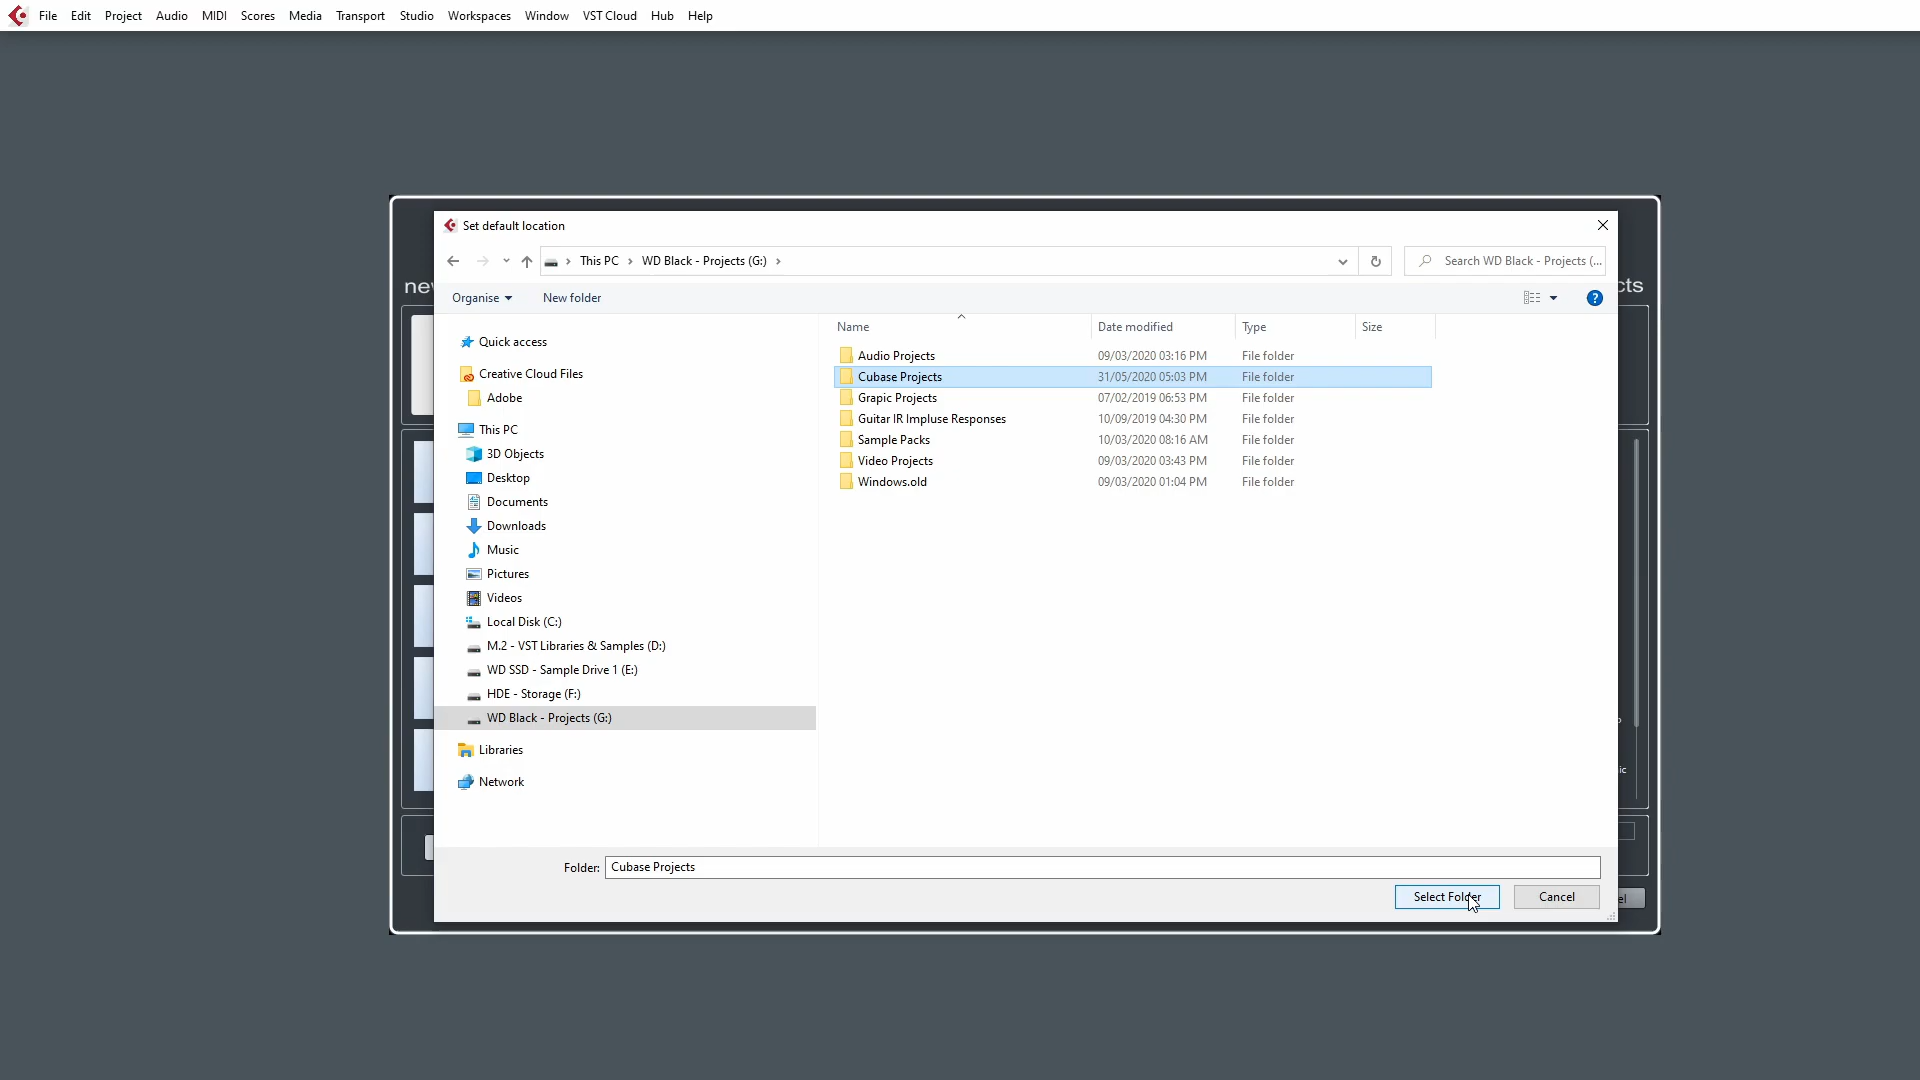 File Edit Project Audio MIDI Scores Media Transport Studio Workspaces Window VST Cloud Hub Help
Set default location
This PC > WD Black - Projects (G:) >
Search WD Black - Projects (...
Organise New folder
Quick access
Creative Cloud Files
Adobe
This PC
3D Objects
Desktop
Documents
Downloads
Music
Pictures
Videos
Local Disk (C:)
M.2 - VST Libraries & Samples (D:)
WD SSD - Sample Drive 1 (E:)
HDE - Storage (F:)
WD Black - Projects (G:)
Libraries
Network
Name Date modified Type Size
Audio Projects 09/03/2020 03:16 PM File folder
Cubase Projects 31/05/2020 05:03 PM File folder
Grapic Projects 07/02/2019 06:53 PM File folder
Guitar IR Impluse Responses 10/09/2019 04:30 PM File folder
Sample Packs 10/03/2020 08:16 AM File folder
Video Projects 09/03/2020 03:43 PM File folder
Windows.old 09/03/2020 01:04 PM File folder
Folder: Cubase Projects
Select Folder Cancel